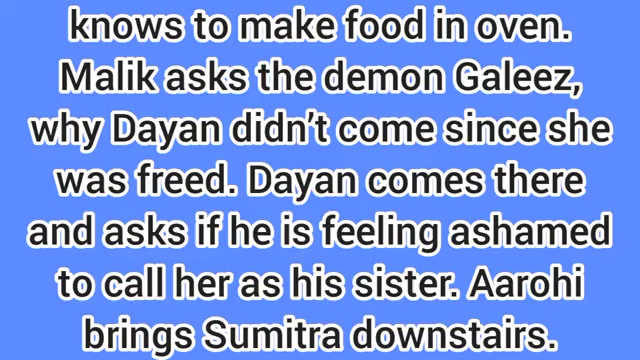 knows to make food in oven.
Malik asks the demon Galeez,
why Dayan didn’t come since she
was freed. Dayan comes there
and asks if he is feeling ashamed
to call her as his sister. Aarohi
brings Sumitra downstairs.